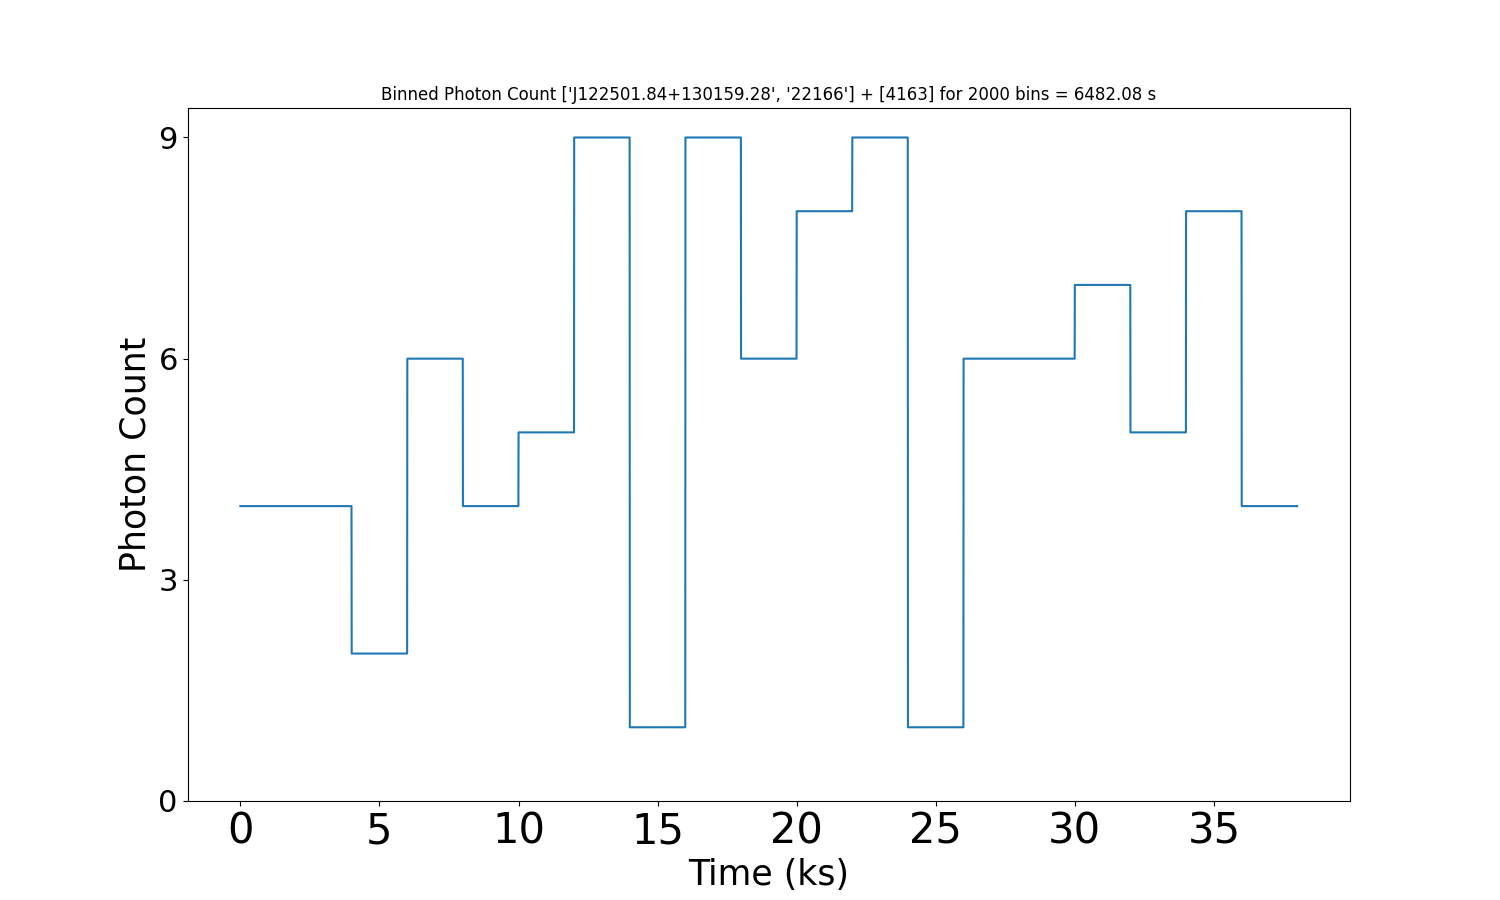 Binned Photon Count ['J122501.84+130159.28', '22166'] + [4163] for 2000 bins = 6482.08 s
9
6
3
0
Photon Count
0 5 10 15 20 25 30 35
Time (ks)